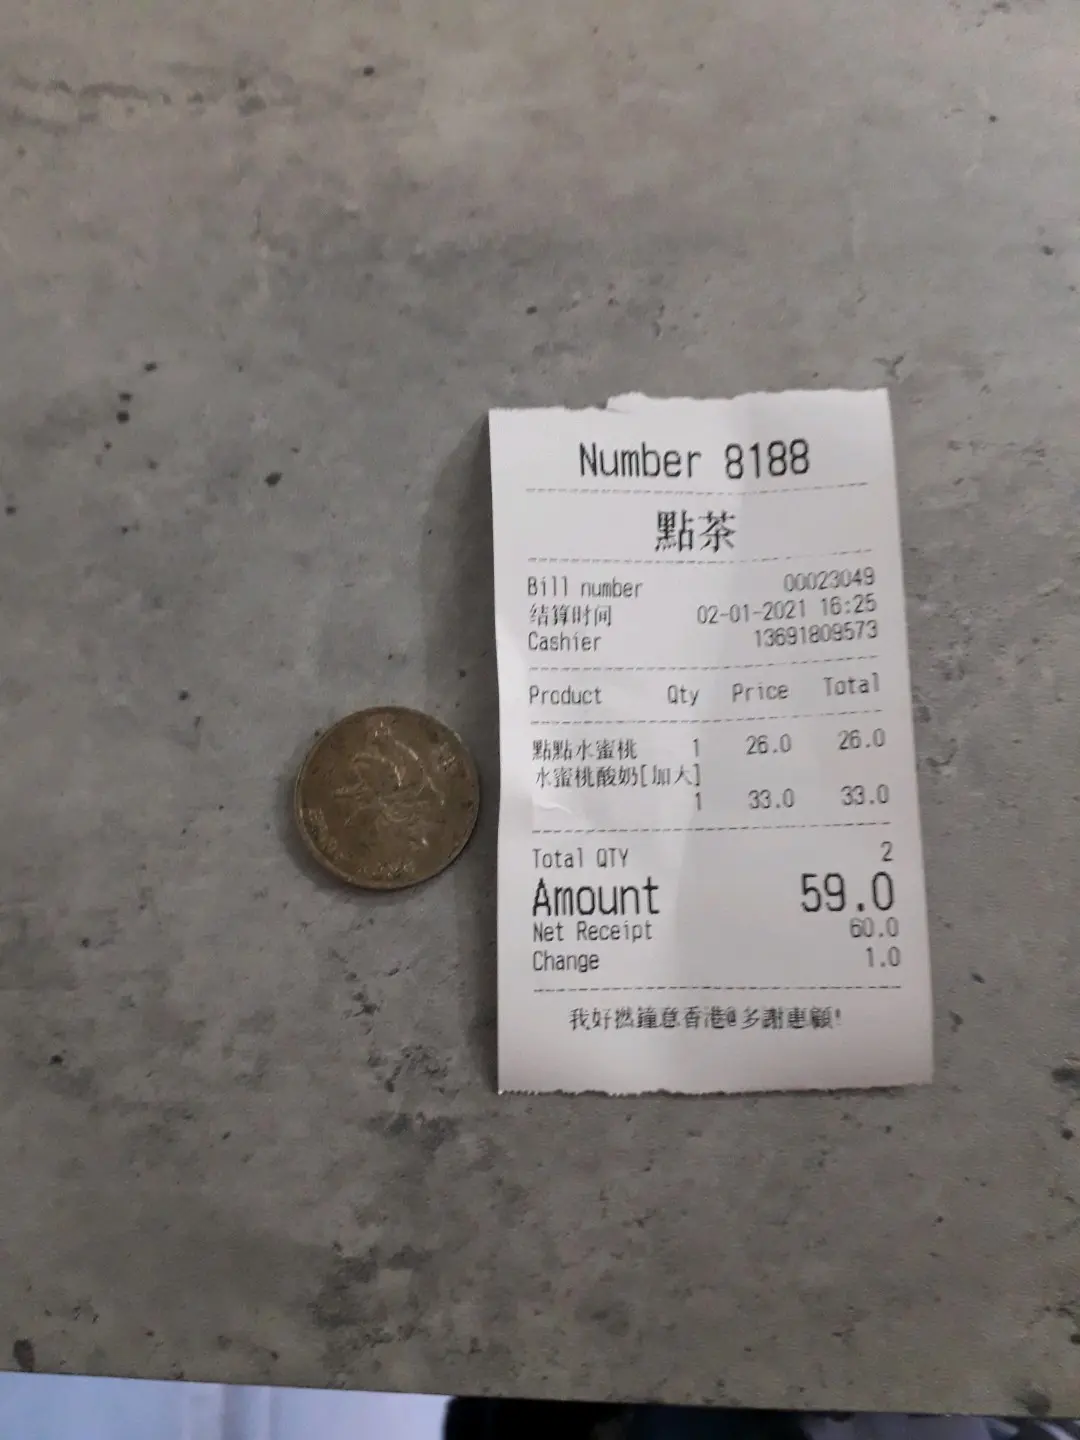 Number 8188
點茶
Bill number 00023049
结算时间 02-01-2021 16:25
Cashier 13691809573
Product Qty Price Total
點點水蜜桃 1 26.0 26.0
水蜜桃酸奶[加大]
1 33.0 33.0
Total QTY 2
Amount 59.0
Net Receipt 60.0
Change 1.0
我好撚鐘意香港@多謝惠顧!